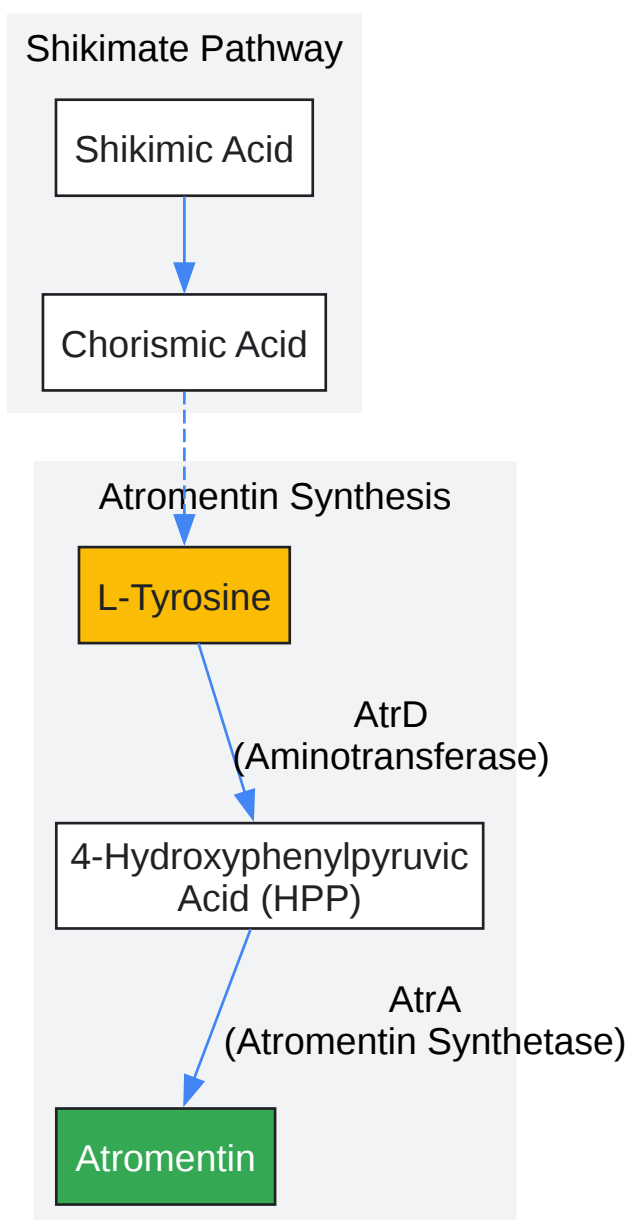 Shikimate Pathway
Shikimic Acid
Chorismic Acid
Atromentin Synthesis
L-Tyrosine
AtrD
(Aminotransferase)
4-Hydroxyphenylpyruvic
Acid (HPP)
AtrA
(Atromentin Synthetase)
Atromentin